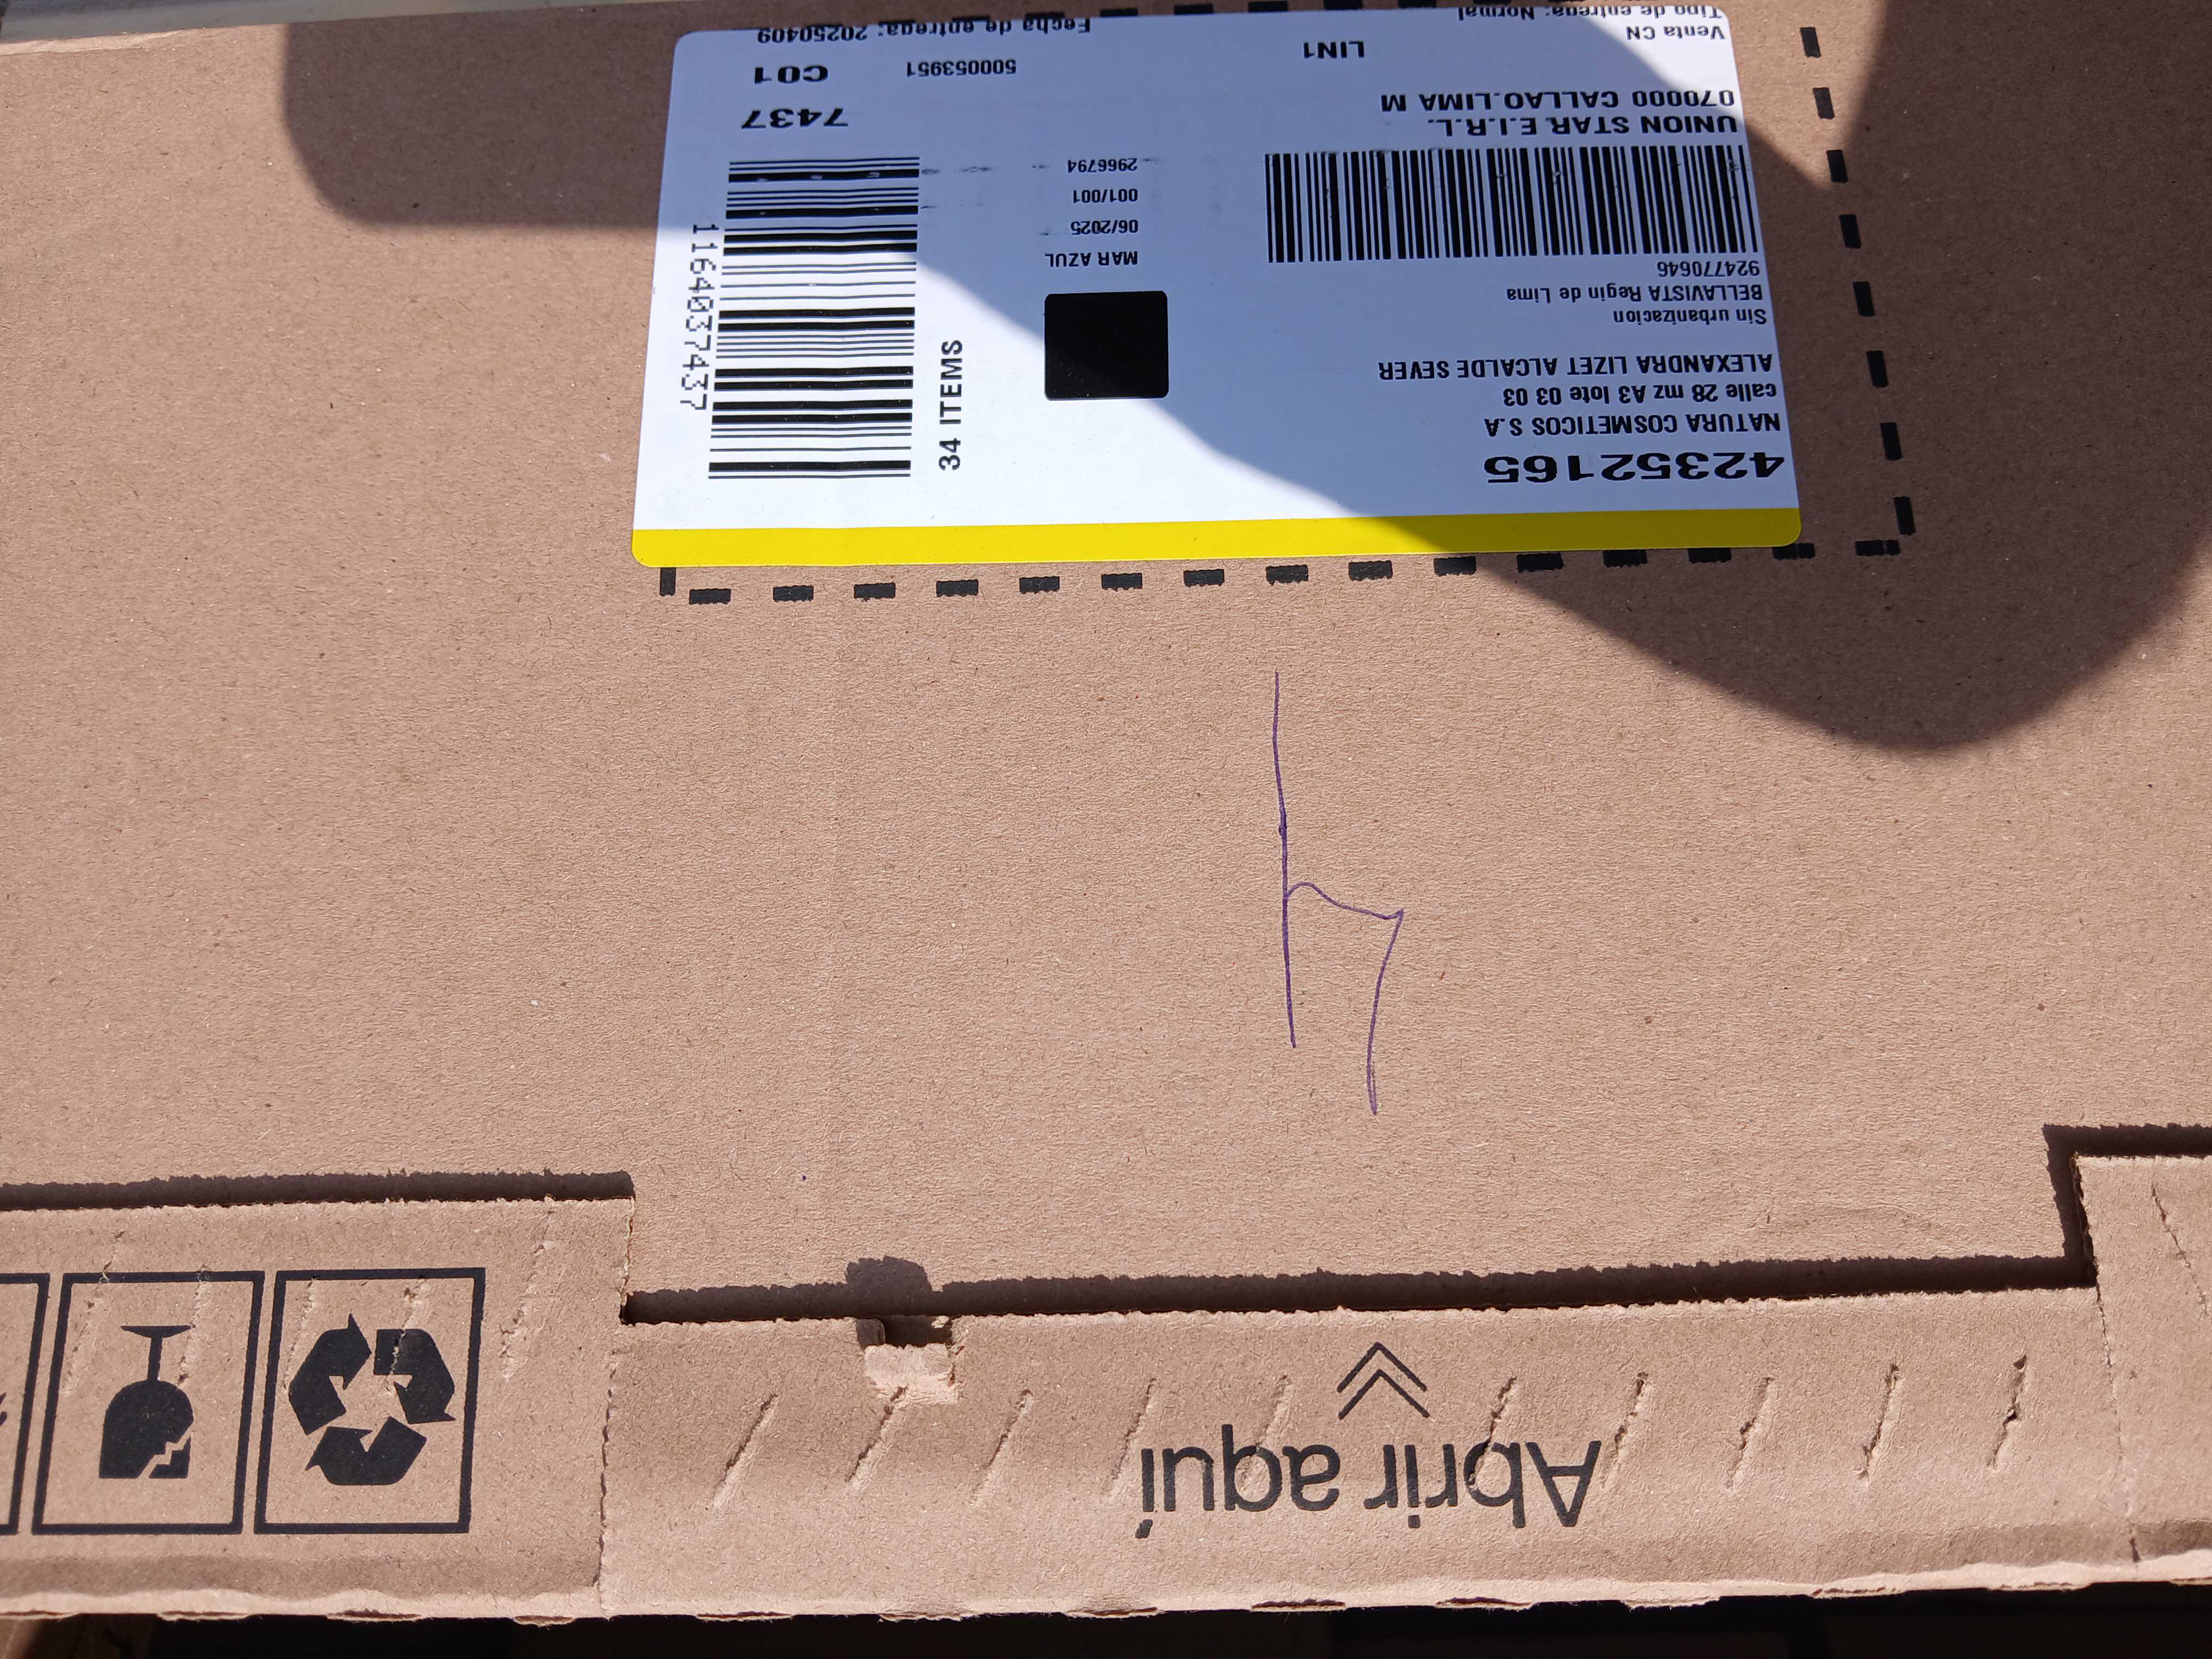 42352165
NATURA COSMETICOS S.A
calle 28 mz A3 lote 03 03
ALEXANDRA LIZET ALCALDE SEVER
Sin urbanizacion
BELLAVISTA Regin de Lima
924770646
UNION STAR E.I.R.L.
070000 CALLAO.LIMA M
LIN1
Venta CN
Tipo de entrega: Normal
MAR AZUL
06/2025
001/001
2966794
34 ITEMS
1164037437
7437
500053951
C01
Fecha de entrega: 20250409
Abrir aquí